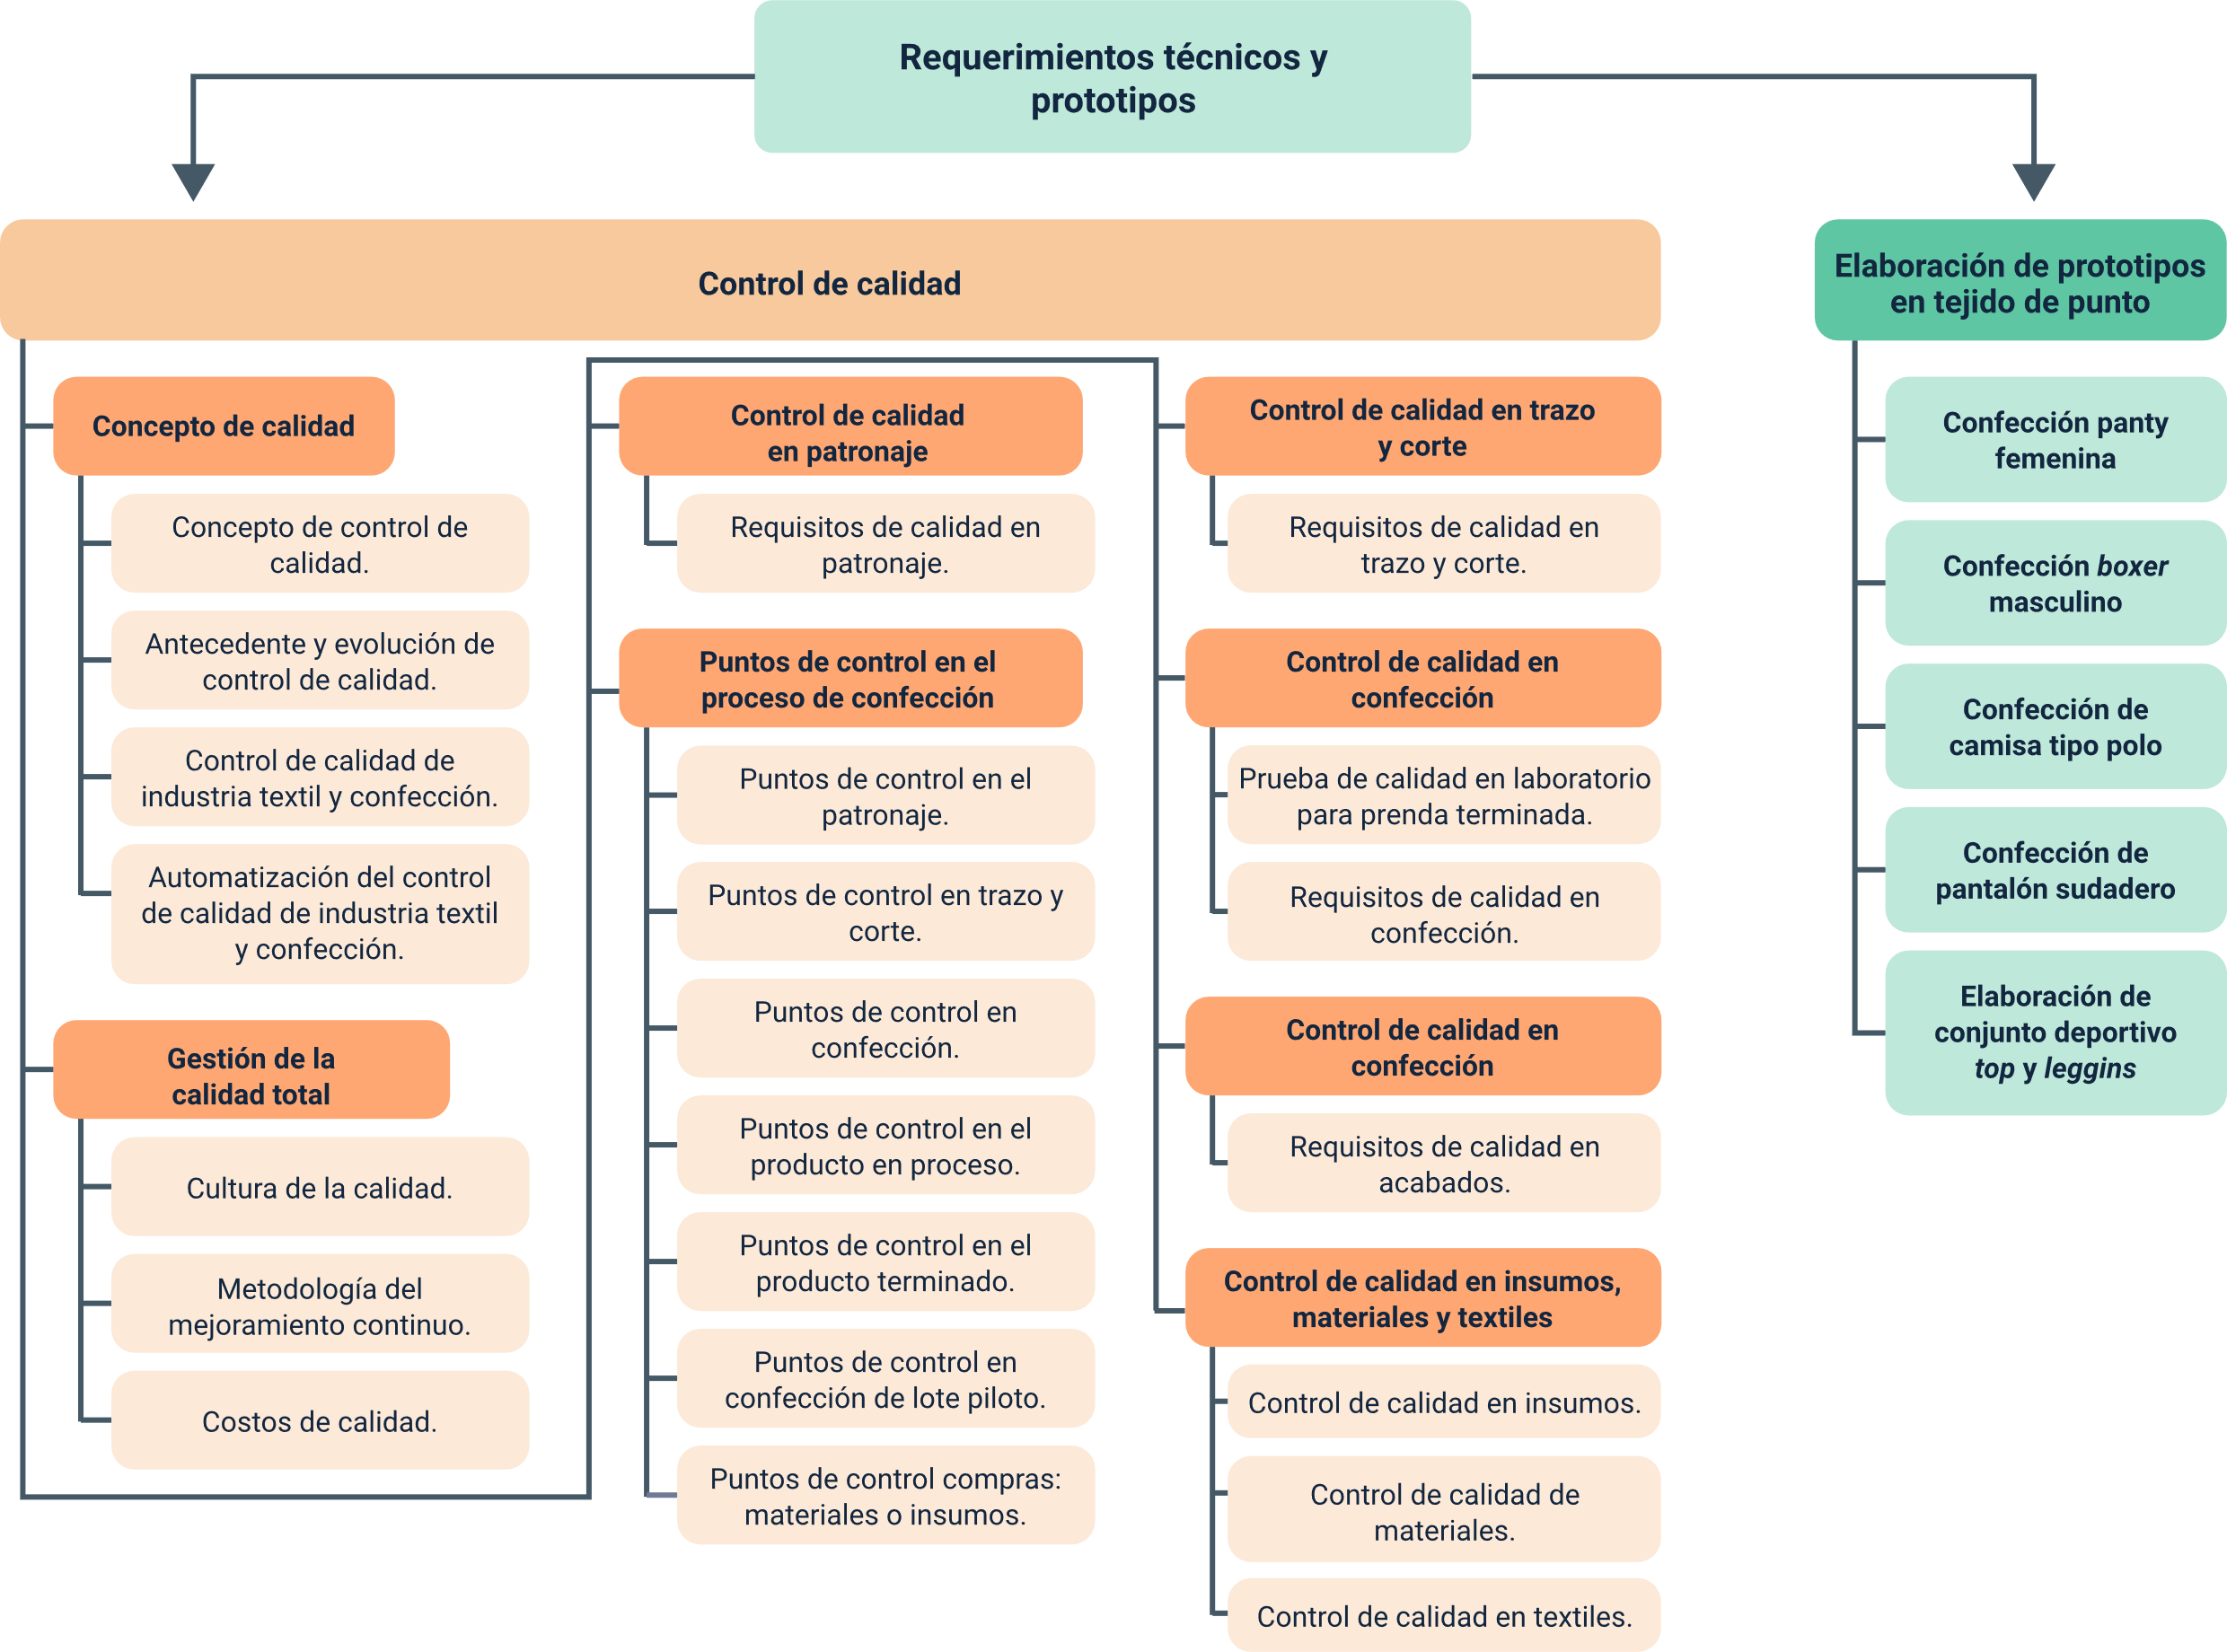 Requerimientos técnicos y
prototipos
Control de calidad
Concepto de calidad
Concepto de control de
calidad.
Antecedente y evolución de
control de calidad.
Control de calidad de
industria textil y confección.
Automatización del control
de calidad de industria textil
y confección.
Gestión de la
calidad total
Cultura de la calidad.
Metodología del
mejoramiento continuo.
Costos de calidad.
Control de calidad
en patronaje
Requisitos de calidad en
patronaje.
Puntos de control en el
proceso de confección
Puntos de control en el
patronaje.
Puntos de control en trazo y
corte.
Puntos de control en
confección.
Puntos de control en el
producto en proceso.
Puntos de control en el
producto terminado.
Puntos de control en
confección de lote piloto.
Puntos de control compras:
materiales o insumos.
Control de calidad en trazo
y corte
Requisitos de calidad en
trazo y corte.
Control de calidad en
confección
Prueba de calidad en laboratorio
para prenda terminada.
Requisitos de calidad en
confección.
Control de calidad en
confección
Requisitos de calidad en
acabados.
Control de calidad en insumos,
materiales y textiles
Control de calidad en insumos.
Control de calidad de
materiales.
Control de calidad en textiles.
Elaboración de prototipos
en tejido de punto
Confección panty
femenina
Confección boxer
masculino
Confección de
camisa tipo polo
Confección de
pantalón sudadero
Elaboración de
conjunto deportivo
top y leggins